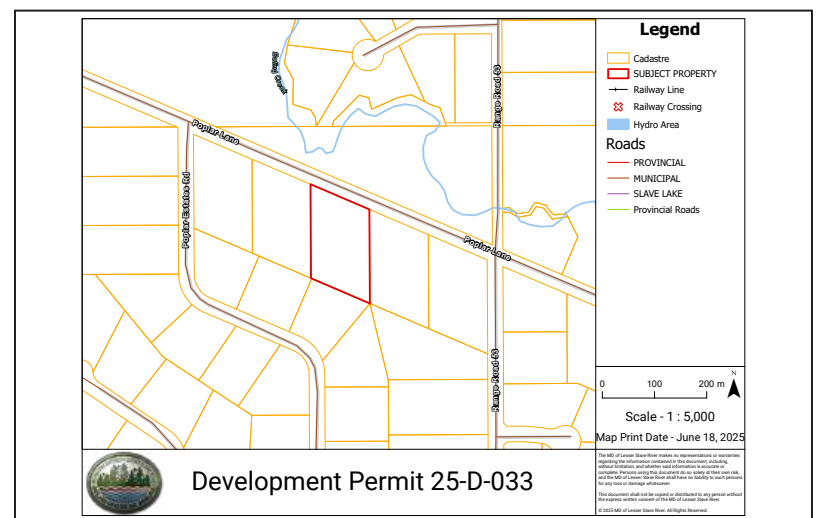 Legend
Cadastre
SUBJECT PROPERTY
Railway Line
Railway Crossing
Hydro Area
Roads
PROVINCIAL
MUNICIPAL
SLAVE LAKE
Provincial Roads
Creek
Range Road 53
Poplar Lane
Poplar Estates Rd
Poplar Lane
Range Road 53
N
0 100 200 m
Scale - 1 : 5,000
Map Print Date - June 18, 2025
Development Permit 25-D-033
The MD of Lesser Slave River makes no representations or warranties
regarding the information contained in this document, including,
without limitation, and whether said information is accurate or
complete. Persons using this document do so solely at their own risk,
and the MD of Lesser Slave River shall have no liability to such persons
for any loss or damage whatsoever.
This document shall not be copied or distributed to any person without
the express written consent of the MD of Lesser Slave River.
© 2025 MD of Lesser Slave River. All Rights Reserved.